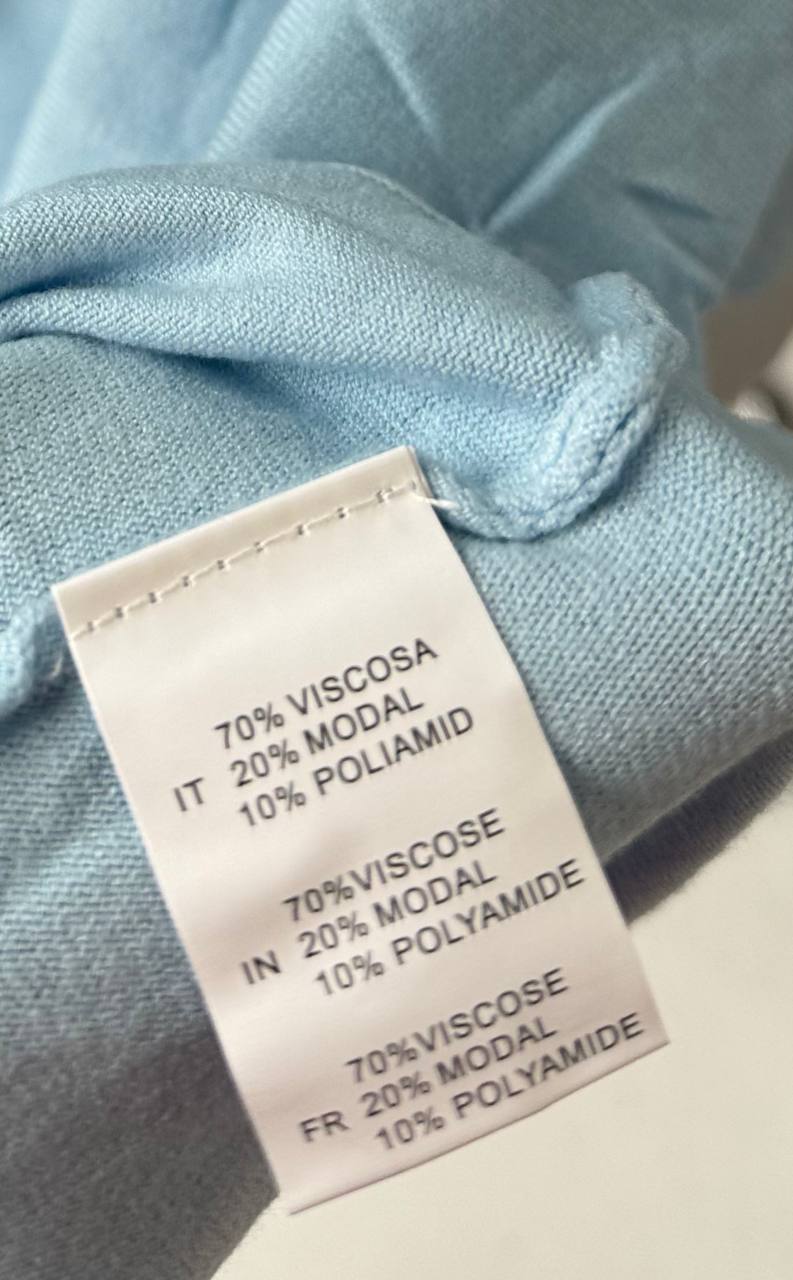 70% VISCOSA
IT 20% MODAL
10% POLIAMID
70%VISCOSE
IN 20% MODAL
10% POLYAMIDE
70%VISCOSE
FR 20% MODAL
10% POLYAMIDE